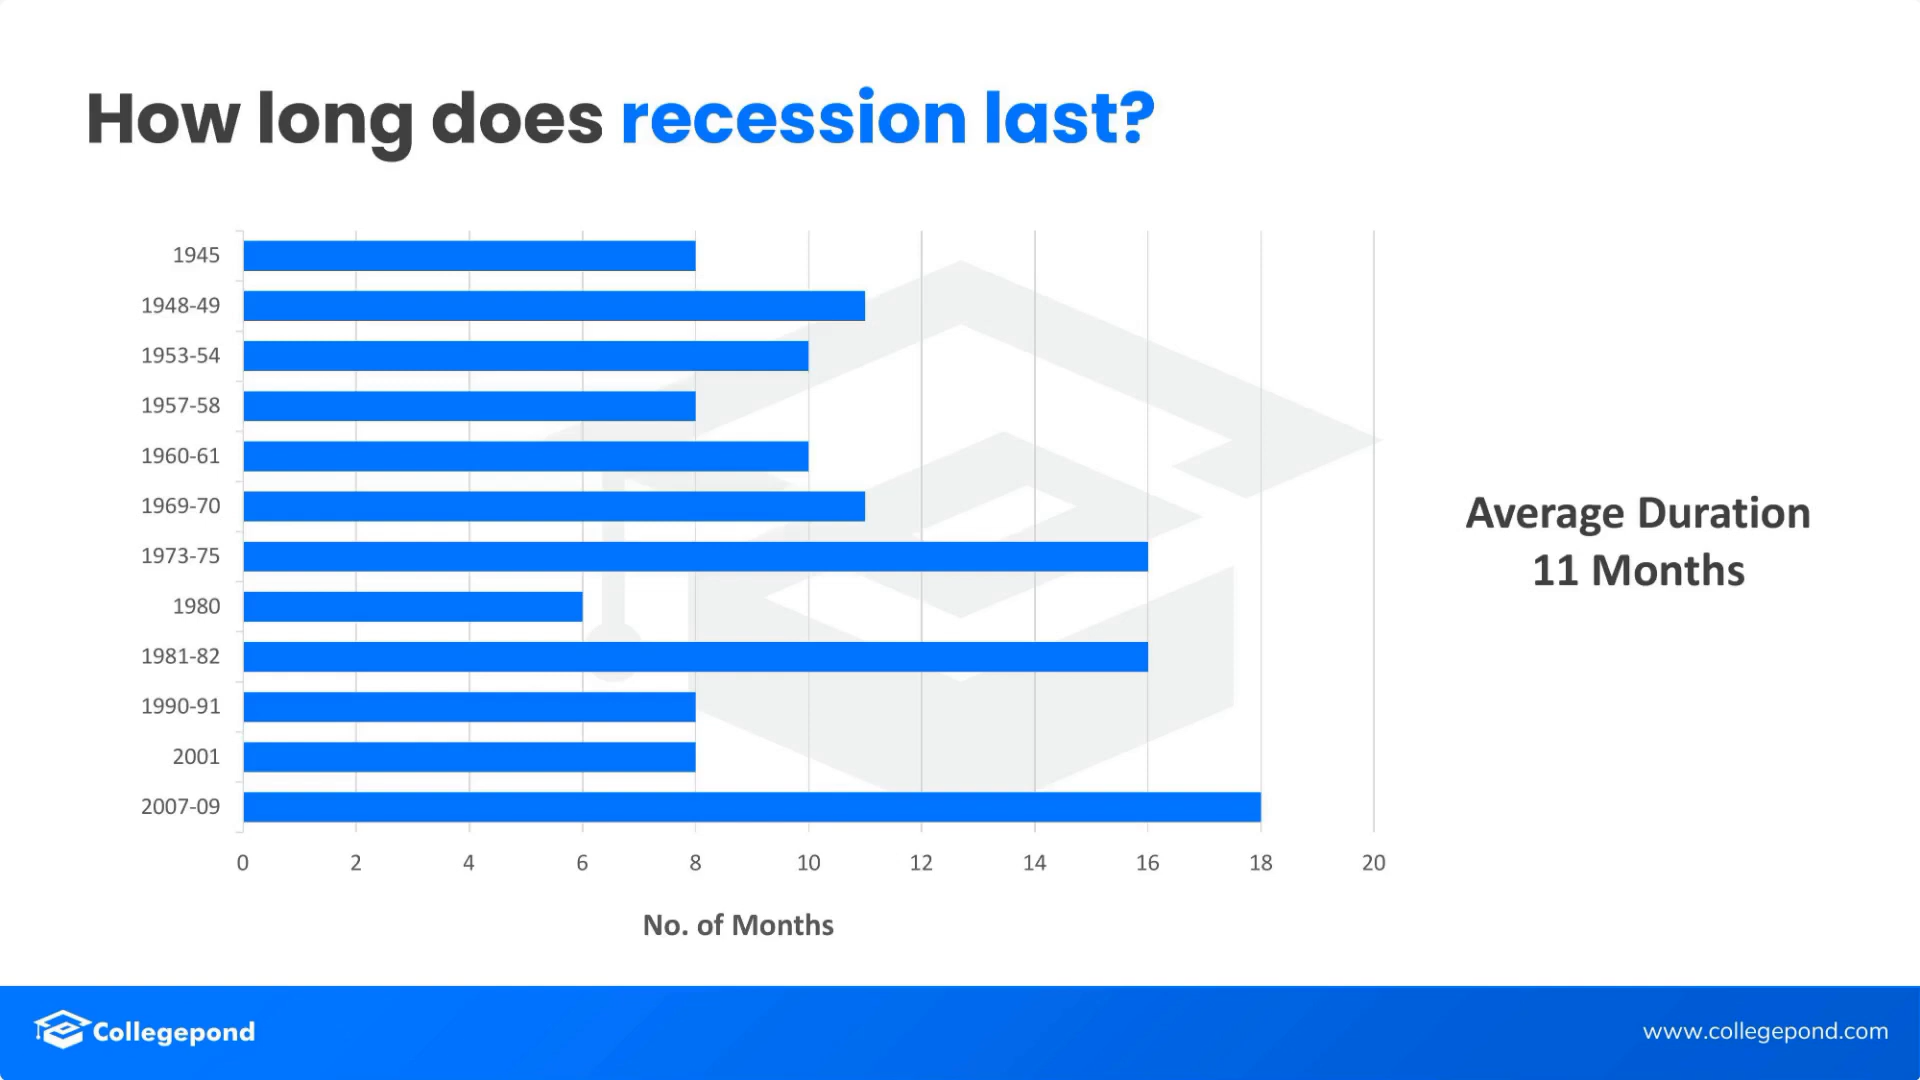 How long does recession last?
1945
1948-49
1953-54
1957-58
1960-61
1969-70
1973-75
1980
1981-82
1990-91
2001
2007-09
0 2 4 6 8 10 12 14 16 18 20
No. of Months
Average Duration
11 Months
Collegepond
www.collegepond.com